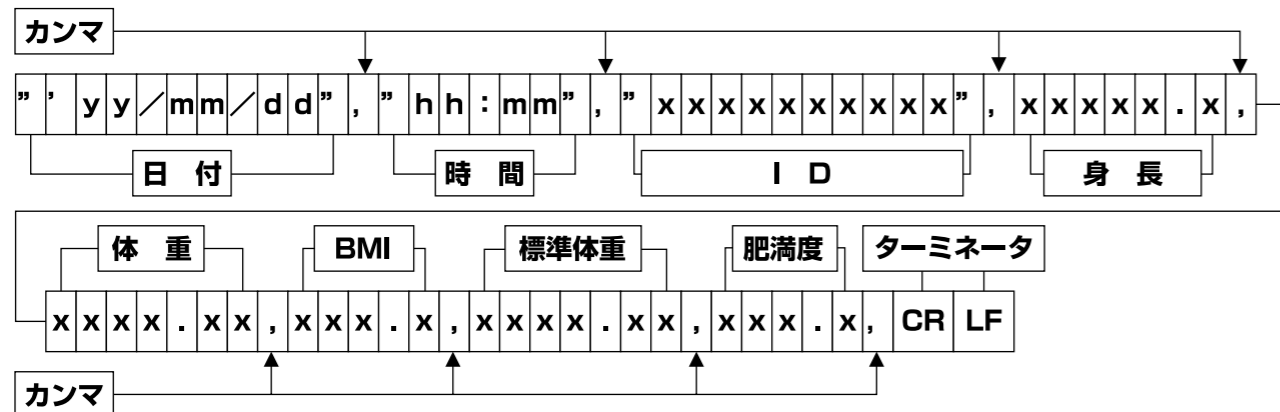 カンマ
”’yy／mm／dd”,”hh：mm”,”xxxxxxxxxx”,xxxxx.x,
日 付 時 間 ＩＤ 身 長
体 重 BMI 標準体重 肥満度 ターミネータ
xxxx.xx,xxx.x,xxxx.xx,xxx.x,CR LF
カンマ